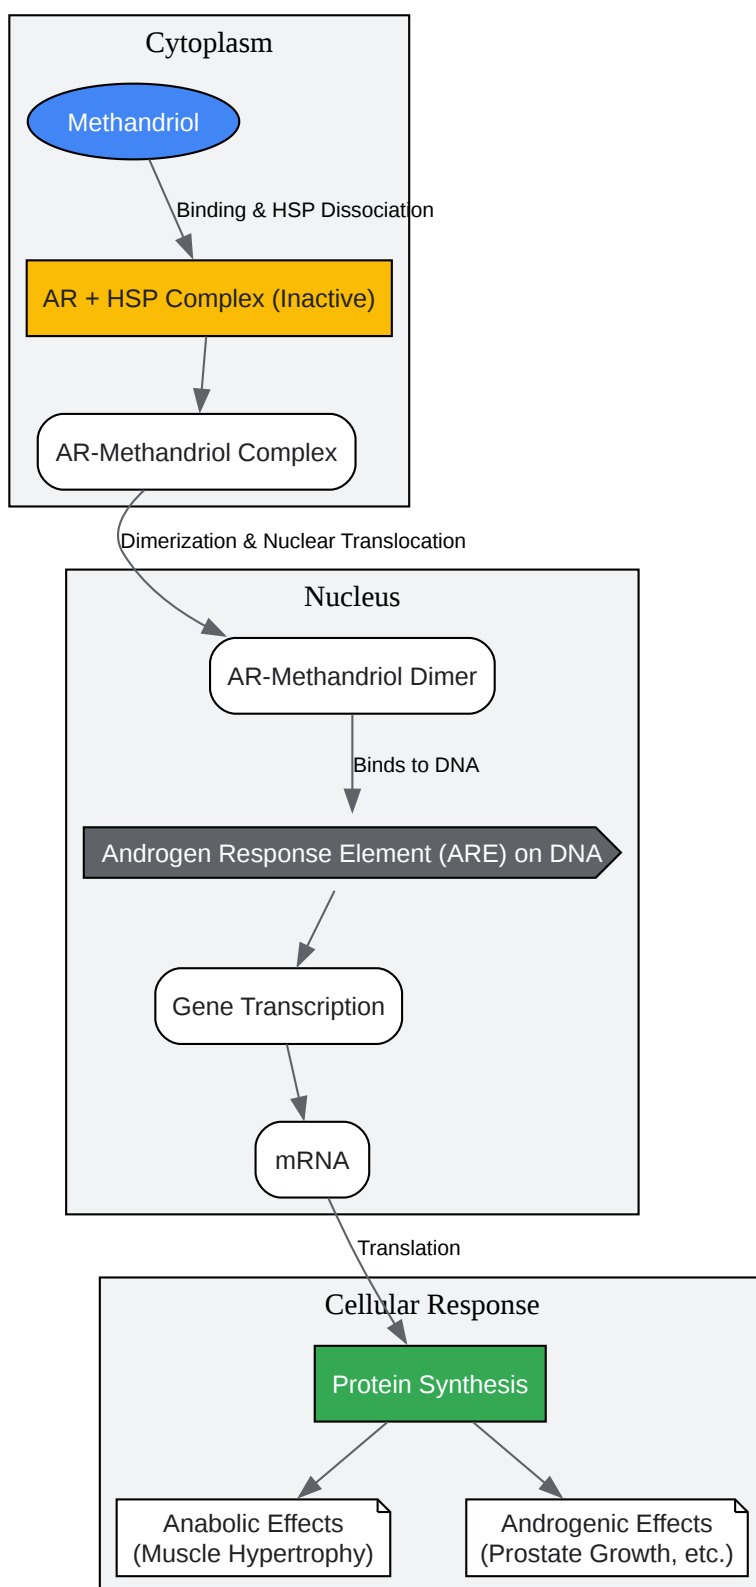 Cytoplasm
Methandriol
Binding & HSP Dissociation
AR + HSP Complex (Inactive)
AR-Methandriol Complex
Dimerization & Nuclear Translocation
Nucleus
AR-Methandriol Dimer
Binds to DNA
Androgen Response Element (ARE) on DNA
Gene Transcription
mRNA
Translation
Cellular Response
Protein Synthesis
Anabolic Effects
(Muscle Hypertrophy)
Androgenic Effects
(Prostate Growth, etc.)